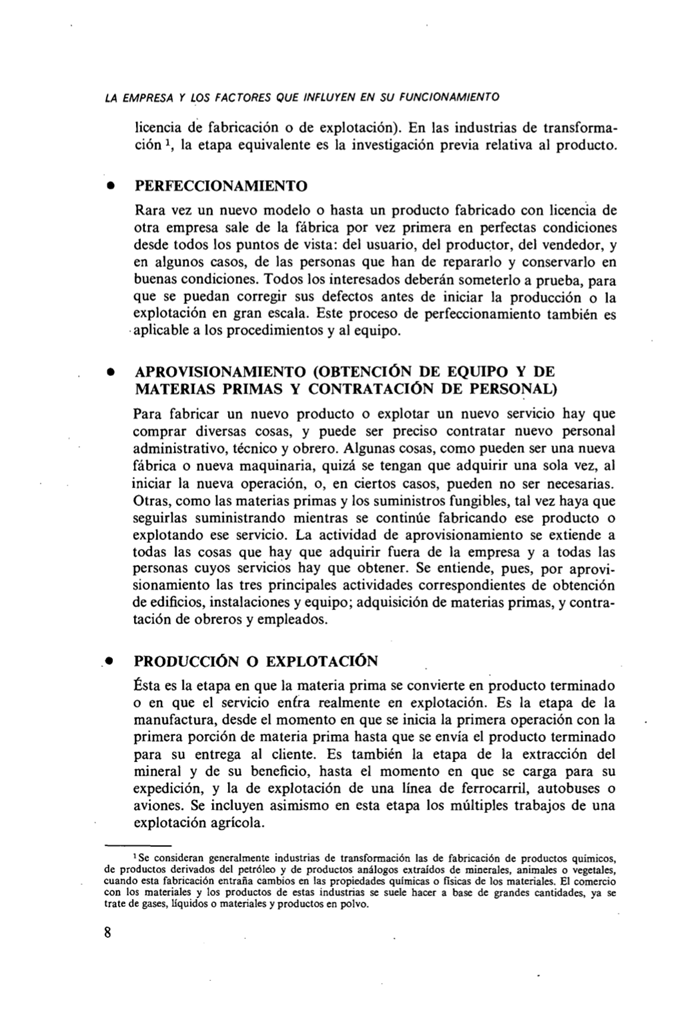 LA EMPRESA Y LOS FACTORES QUE INFLUYEN EN SU FUNCIONAMIENTO
licencia de fabricación o de explotación). En las industrias de transforma-
ción ¹, la etapa equivalente es la investigación previa relativa al producto.
● PERFECCIONAMIENTO
Rara vez un nuevo modelo o hasta un producto fabricado con licencia de
otra empresa sale de la fábrica por vez primera en perfectas condiciones
desde todos los puntos de vista: del usuario, del productor, del vendedor, y
en algunos casos, de las personas que han de repararlo y conservarlo en
buenas condiciones. Todos los interesados deberán someterlo a prueba, para
que se puedan corregir sus defectos antes de iniciar la producción o la
explotación en gran escala. Este proceso de perfeccionamiento también es
aplicable a los procedimientos y al equipo.
● APROVISIONAMIENTO (OBTENCIÓN DE EQUIPO Y DE
MATERIAS PRIMAS Y CONTRATACIÓN DE PERSONAL)
Para fabricar un nuevo producto o explotar un nuevo servicio hay que
comprar diversas cosas, y puede ser preciso contratar nuevo personal
administrativo, técnico y obrero. Algunas cosas, como pueden ser una nueva
fábrica o nueva maquinaria, quizá se tengan que adquirir una sola vez, al
iniciar la nueva operación, o, en ciertos casos, pueden no ser necesarias.
Otras, como las materias primas y los suministros fungibles, tal vez haya que
seguirlas suministrando mientras se continúe fabricando ese producto o
explotando ese servicio. La actividad de aprovisionamiento se extiende a
todas las cosas que hay que adquirir fuera de la empresa y a todas las
personas cuyos servicios hay que obtener. Se entiende, pues, por aprovi-
sionamiento las tres principales actividades correspondientes de obtención
de edificios, instalaciones y equipo; adquisición de materias primas, y contra-
tación de obreros y empleados.
● PRODUCCIÓN O EXPLOTACIÓN
Ésta es la etapa en que la materia prima se convierte en producto terminado
o en que el servicio entra realmente en explotación. Es la etapa de la
manufactura, desde el momento en que se inicia la primera operación con la
primera porción de materia prima hasta que se envía el producto terminado
para su entrega al cliente. Es también la etapa de la extracción del
mineral y de su beneficio, hasta el momento en que se carga para su
expedición, y la de explotación de una línea de ferrocarril, autobuses o
aviones. Se incluyen asimismo en esta etapa los múltiples trabajos de una
explotación agrícola.
¹ Se consideran generalmente industrias de transformación las de fabricación de productos químicos,
de productos derivados del petróleo y de productos análogos extraídos de minerales, animales o vegetales,
cuando esta fabricación entraña cambios en las propiedades químicas o físicas de los materiales. El comercio
con los materiales y los productos de estas industrias se suele hacer a base de grandes cantidades, ya se
trate de gases, líquidos o materiales y productos en polvo.
8